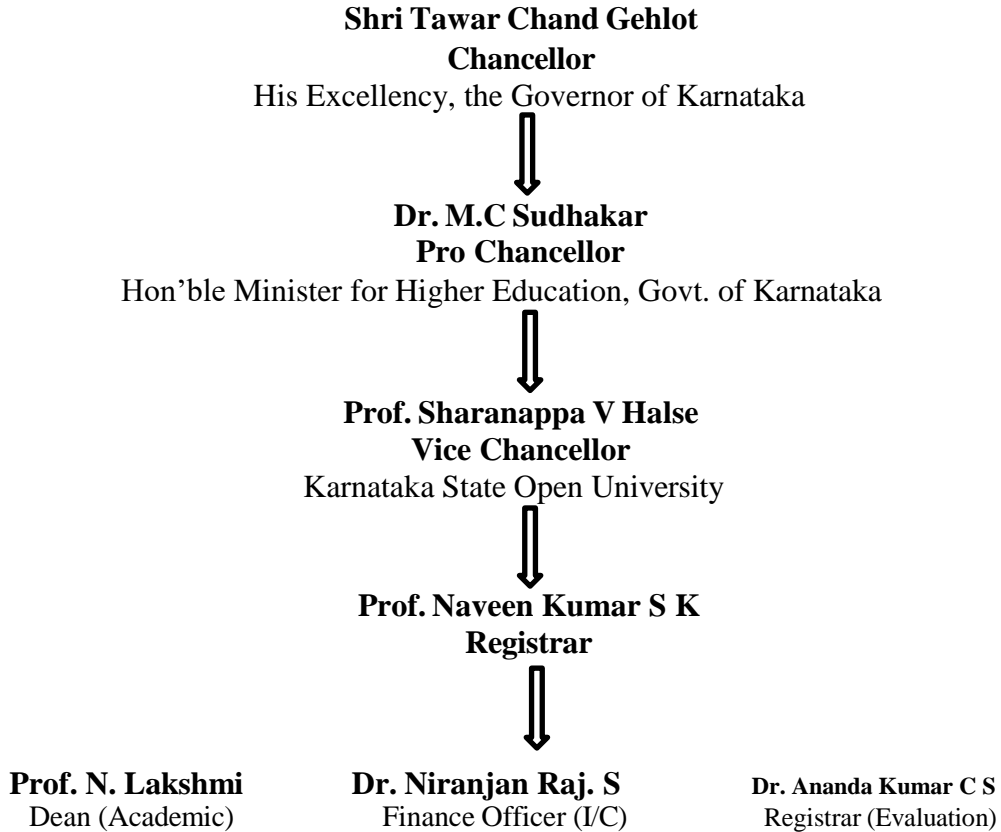 Shri Tawar Chand Gehlot
Chancellor
His Excellency, the Governor of Karnataka
Dr. M.C Sudhakar
Pro Chancellor
Hon’ble Minister for Higher Education, Govt. of Karnataka
Prof. Sharanappa V Halse
Vice Chancellor
Karnataka State Open University
Prof. Naveen Kumar S K
Registrar
Prof. N. Lakshmi
Dean (Academic)
Dr. Niranjan Raj. S
Finance Officer (I/C)
Dr. Ananda Kumar C S
Registrar (Evaluation)